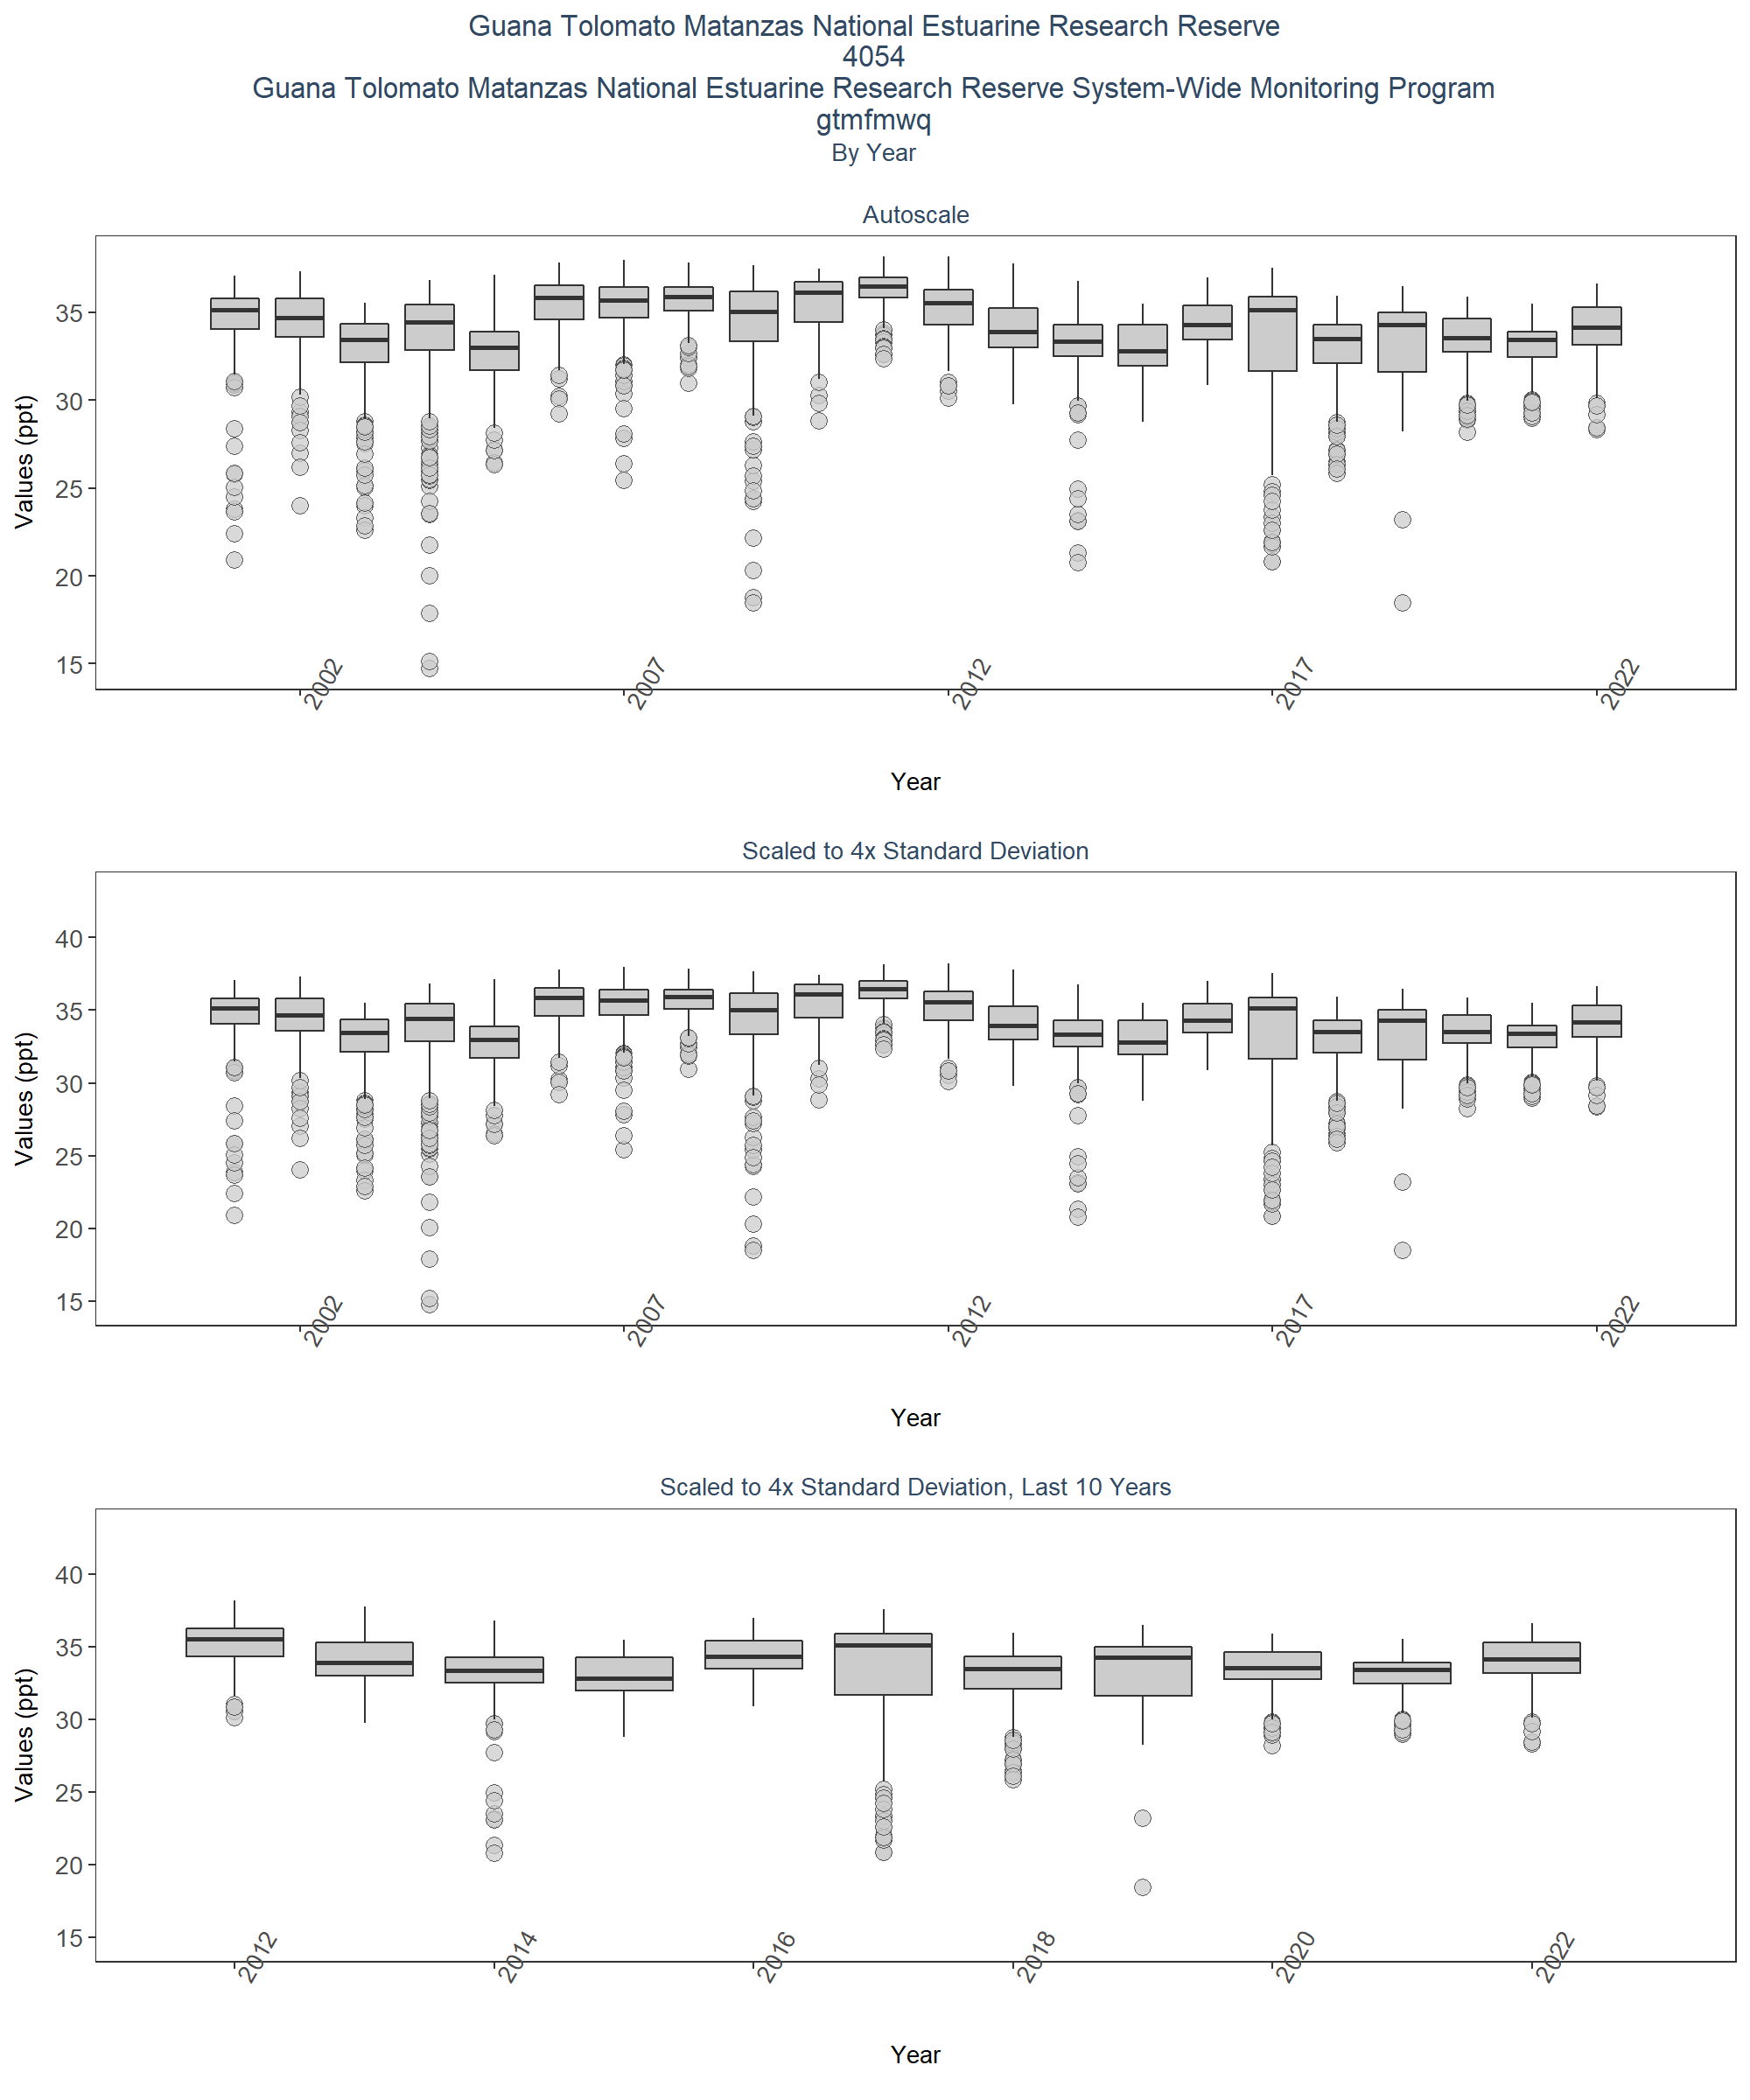 Guana Tolomato Matanzas National Estuarine Research Reserve
4054
Guana Tolomato Matanzas National Estuarine Research Reserve System-Wide Monitoring Program
gtmfmwq
By Year
Autoscale
Values (ppt)
35
30
25
20
15
2002 2007 2012 2017 2022
Year
Scaled to 4x Standard Deviation
Values (ppt)
40
35
30
25
20
15
2002 2007 2012 2017 2022
Year
Scaled to 4x Standard Deviation, Last 10 Years
Values (ppt)
40
35
30
25
20
15
2012 2014 2016 2018 2020 2022
Year